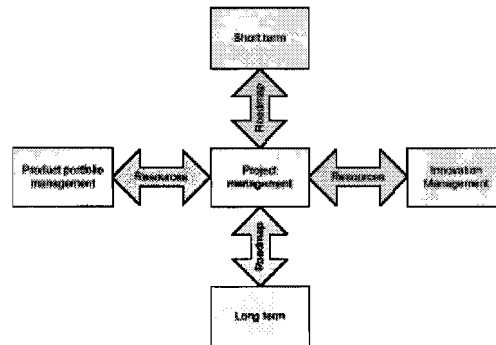 Short term
Roadmap
Product portfolio
management
Resources
Project
management
Resources
Innovation
Management
Roadmap
Long term